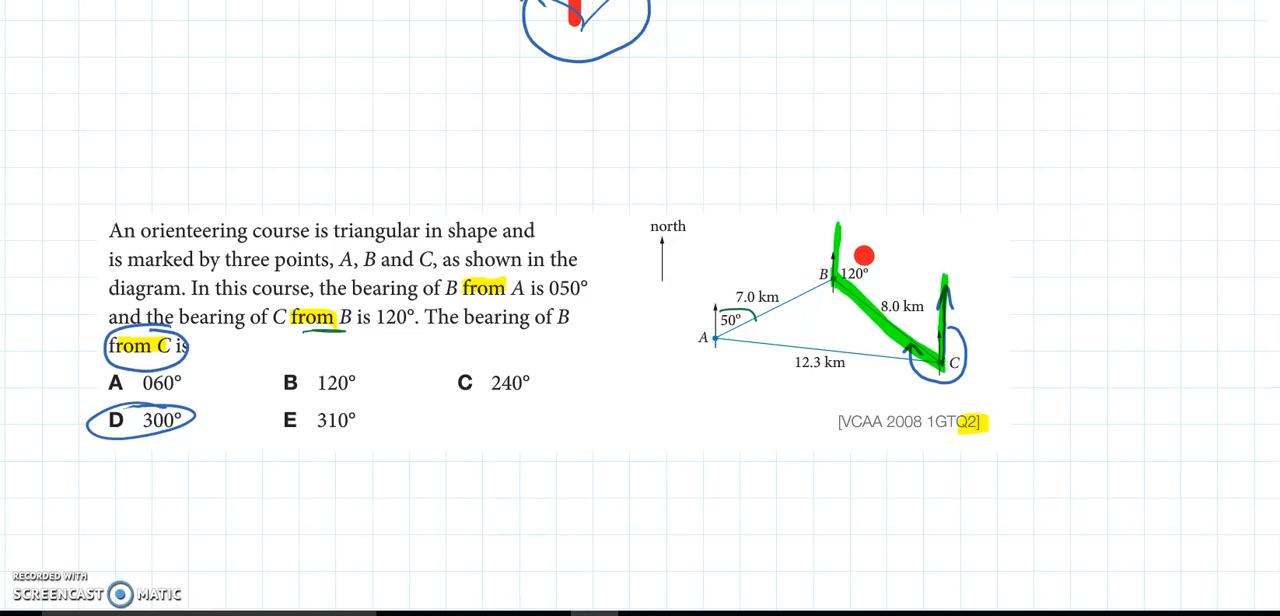 An orienteering course is triangular in shape and
is marked by three points, A, B and C, as shown in the
diagram. In this course, the bearing of B from A is 050°
and the bearing of C from B is 120°. The bearing of B
from C is
A 060° B 120° C 240°
D 300° E 310°
north
B 120°
7.0 km
8.0 km
50°
A
12.3 km
C
[VCAA 2008 1GTQ2]
RECORDED WITH
SCREENCAST MATIC